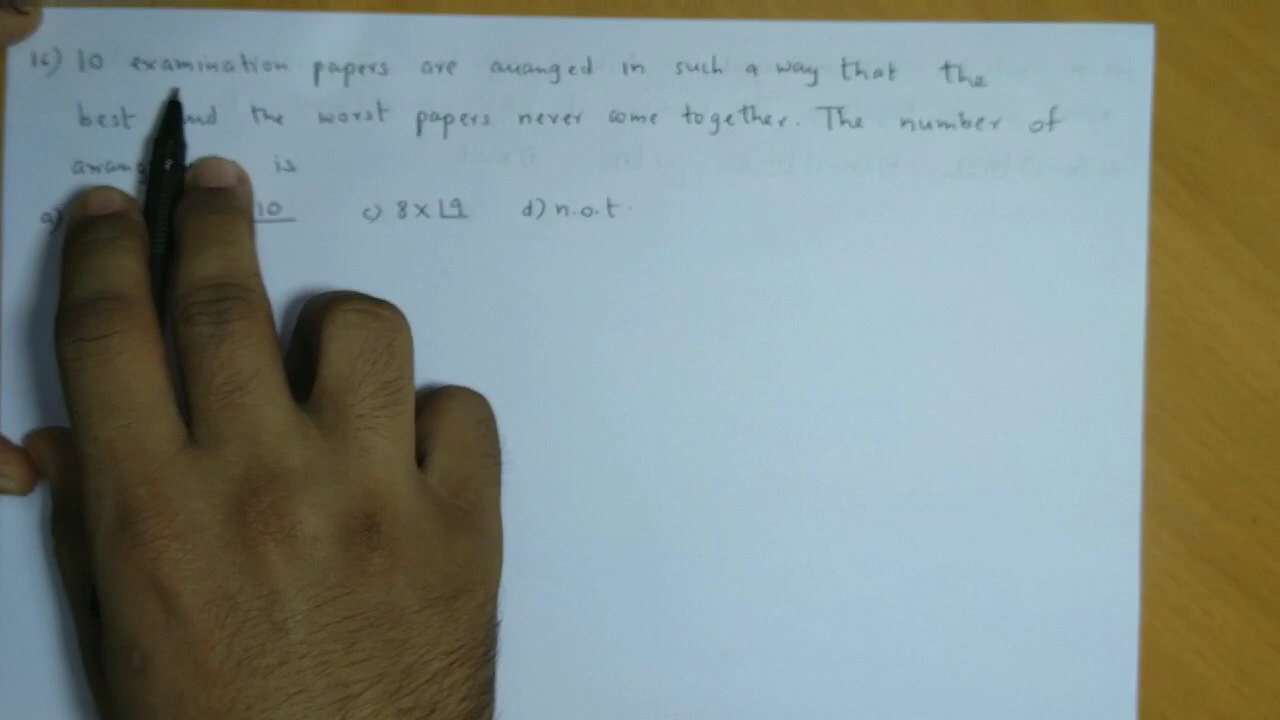 16) 10 examination papers are arranged in such a way that the
best and the worst papers never come together. The number of
is
a) 10 c) 8 × ∟9 d) n.o.t.